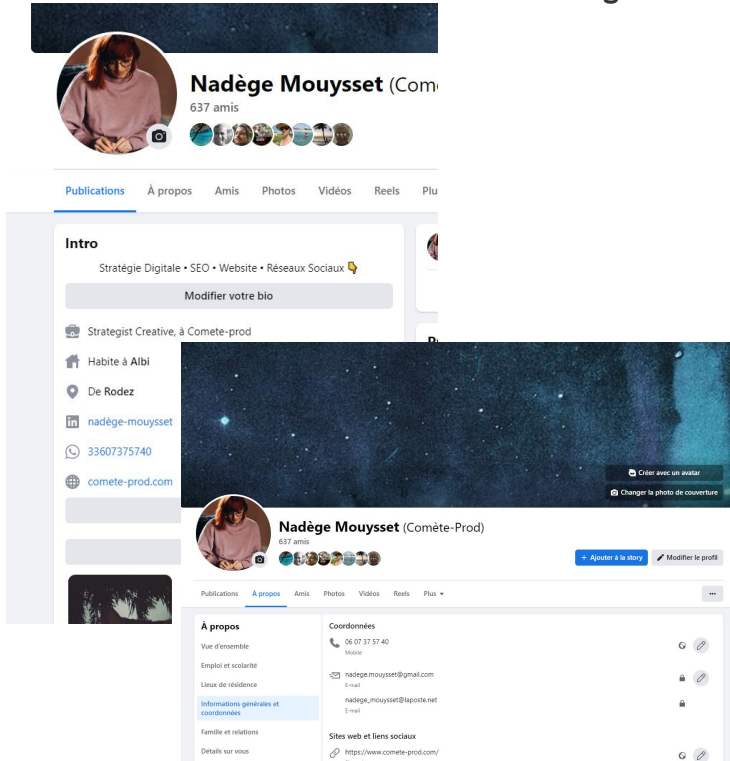 Nadège Mouysset (Com
637 amis
Publications À propos Amis Photos Vidéos Reels Plu
Intro
Stratégie Digitale • SEO • Website • Réseaux Sociaux 👇
Modifier votre bio
Strategist Creative, à Comete-prod
Habite à Albi
De Rodez
nadège-mouysset
33607375740
comete-prod.com
Créer avec un avatar
Changer la photo de couverture
Nadège Mouysset (Comète-Prod)
637 amis
+ Ajouter à la story Modifier le profil
Publications À propos Amis Photos Vidéos Reels Plus
À propos
Vue d'ensemble
Emploi et scolarité
Lieux de résidence
Informations générales et
coordonnées
Famille et relations
Détails sur vous
Coordonnées
06 07 37 57 40
Mobile
nadege.mouysset@gmail.com
E-mail
nadege_mouysset@laposte.net
E-mail
Sites web et liens sociaux
https://www.comete-prod.com/